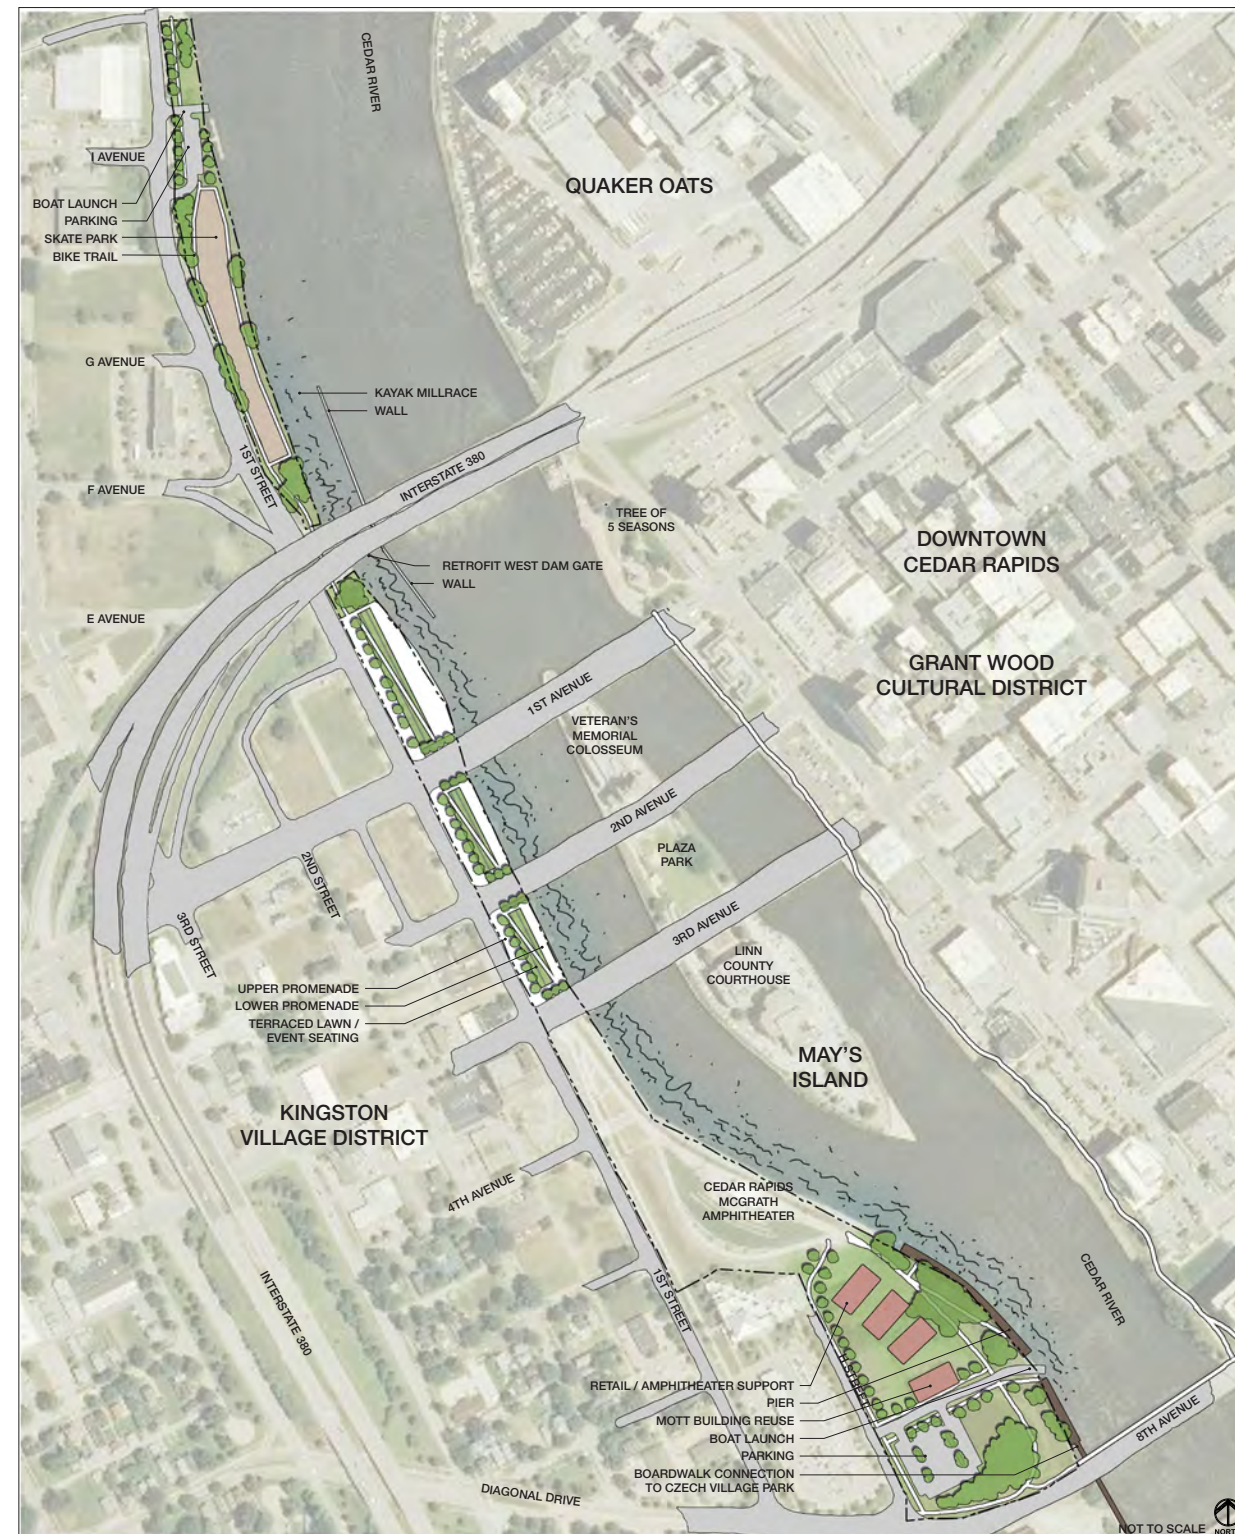 CEDAR RIVER
QUAKER OATS
I AVENUE
BOAT LAUNCH
PARKING
SKATE PARK
BIKE TRAIL
G AVENUE
KAYAK MILLRACE
WALL
1ST STREET
INTERSTATE 380
F AVENUE
TREE OF
5 SEASONS
DOWNTOWN
CEDAR RAPIDS
RETROFIT WEST DAM GATE
WALL
E AVENUE
GRANT WOOD
CULTURAL DISTRICT
1ST AVENUE
VETERAN'S
MEMORIAL
COLOSSEUM
2ND AVENUE
PLAZA
PARK
2ND STREET
3RD STREET
3RD AVENUE
LINN
COUNTY
COURTHOUSE
UPPER PROMENADE
LOWER PROMENADE
TERRACED LAWN /
EVENT SEATING
MAY'S
ISLAND
KINGSTON
VILLAGE DISTRICT
4TH AVENUE
CEDAR RAPIDS
MCGRATH
AMPHITHEATER
1ST STREET
INTERSTATE 380
CEDAR RIVER
RETAIL / AMPHITHEATER SUPPORT
PIER
MOTT BUILDING REUSE
BOAT LAUNCH
PARKING
BOARDWALK CONNECTION
TO CZECH VILLAGE PARK
8TH AVENUE
DIAGONAL DRIVE
NOT TO SCALE
NORTH